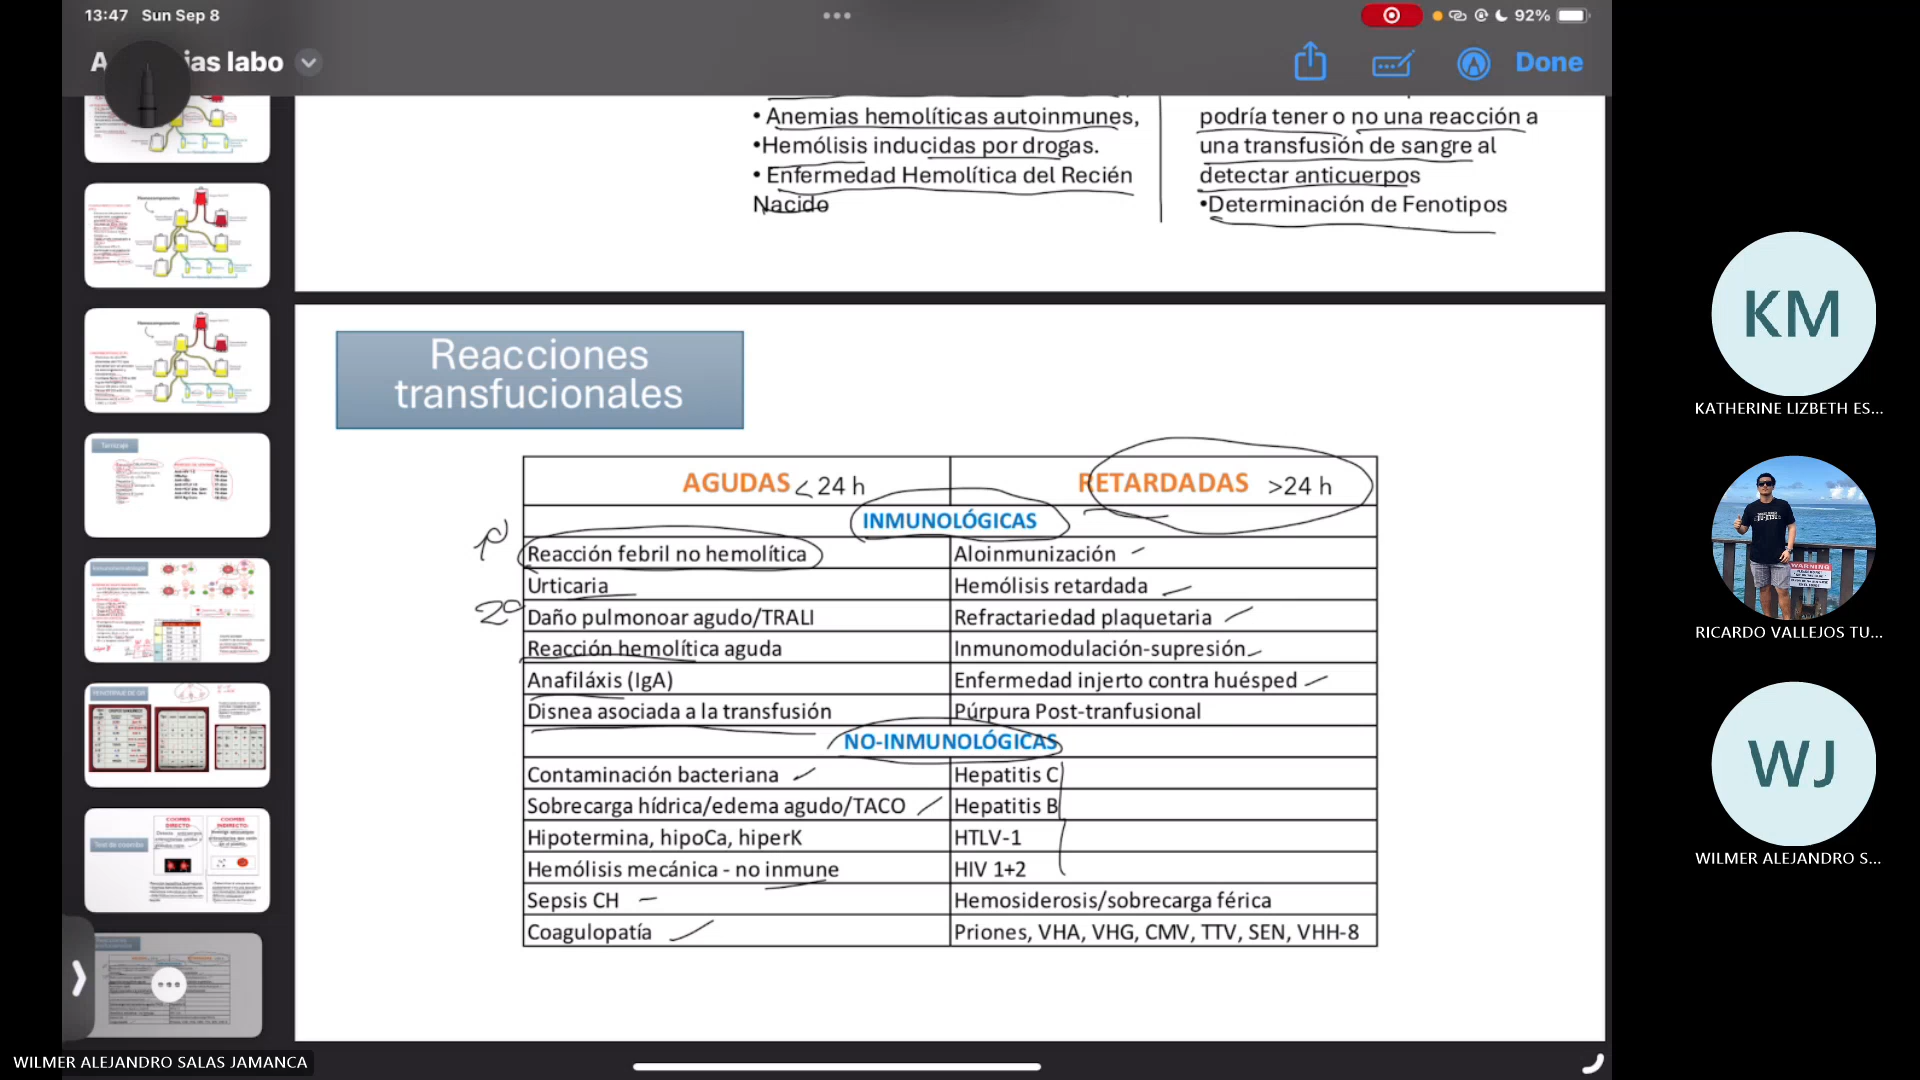 13:47 Sun Sep 8
92%
ias labo
Done
• Anemias hemolíticas autoinmunes,
•Hemólisis inducidas por drogas.
• Enfermedad Hemolítica del Recién
Nacido
podría tener o no una reacción a
una transfusión de sangre al
detectar anticuerpos
•Determinación de Fenotipos
Reacciones
transfucionales
AGUDAS < 24 h
RETARDADAS >24 h
INMUNOLÓGICAS
1º
Reacción febril no hemolítica
Aloinmunización
Urticaria
Hemólisis retardada
2º
Daño pulmonoar agudo/TRALI
Refractariedad plaquetaria
Reacción hemolítica aguda
Inmunomodulación-supresión
Anafiláxis (IgA)
Enfermedad injerto contra huésped
Disnea asociada a la transfusión
Púrpura Post-tranfusional
NO-INMUNOLÓGICAS
Contaminación bacteriana
Hepatitis C
Sobrecarga hídrica/edema agudo/TACO
Hepatitis B
Hipotermina, hipoCa, hiperK
HTLV-1
Hemólisis mecánica - no inmune
HIV 1+2
Sepsis CH
Hemosiderosis/sobrecarga férica
Coagulopatía
Priones, VHA, VHG, CMV, TTV, SEN, VHH-8
KM
KATHERINE LIZBETH ES...
WARNING
RICARDO VALLEJOS TU...
WJ
WILMER ALEJANDRO S...
WILMER ALEJANDRO SALAS JAMANCA